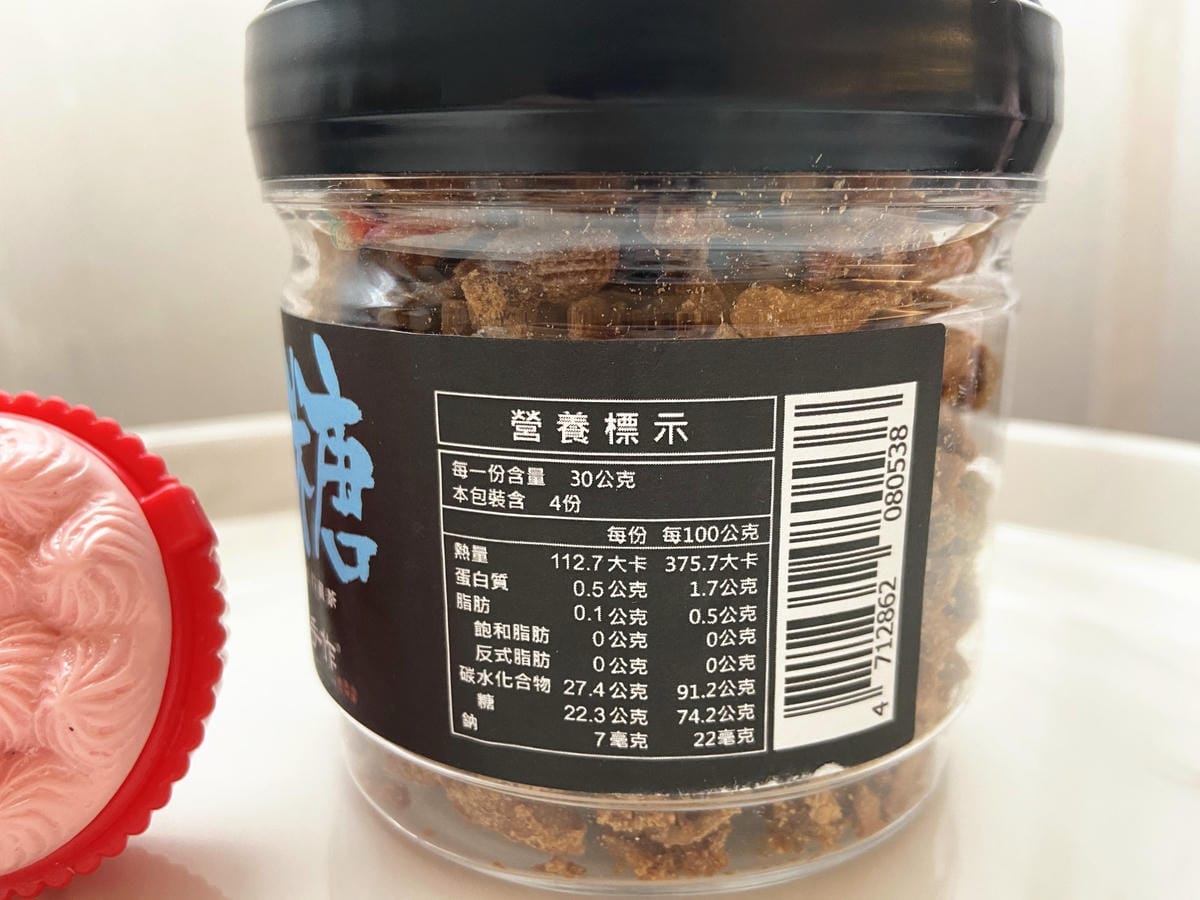 糖
茶
手作
營養標示
每一份含量 30公克
本包裝含 4份
每份 每100公克
熱量 112.7大卡 375.7大卡
蛋白質 0.5公克 1.7公克
脂肪 0.1公克 0.5公克
飽和脂肪 0公克 0公克
反式脂肪 0公克 0公克
碳水化合物 27.4公克 91.2公克
糖 22.3公克 74.2公克
鈉 7毫克 22毫克
4 712862 080538